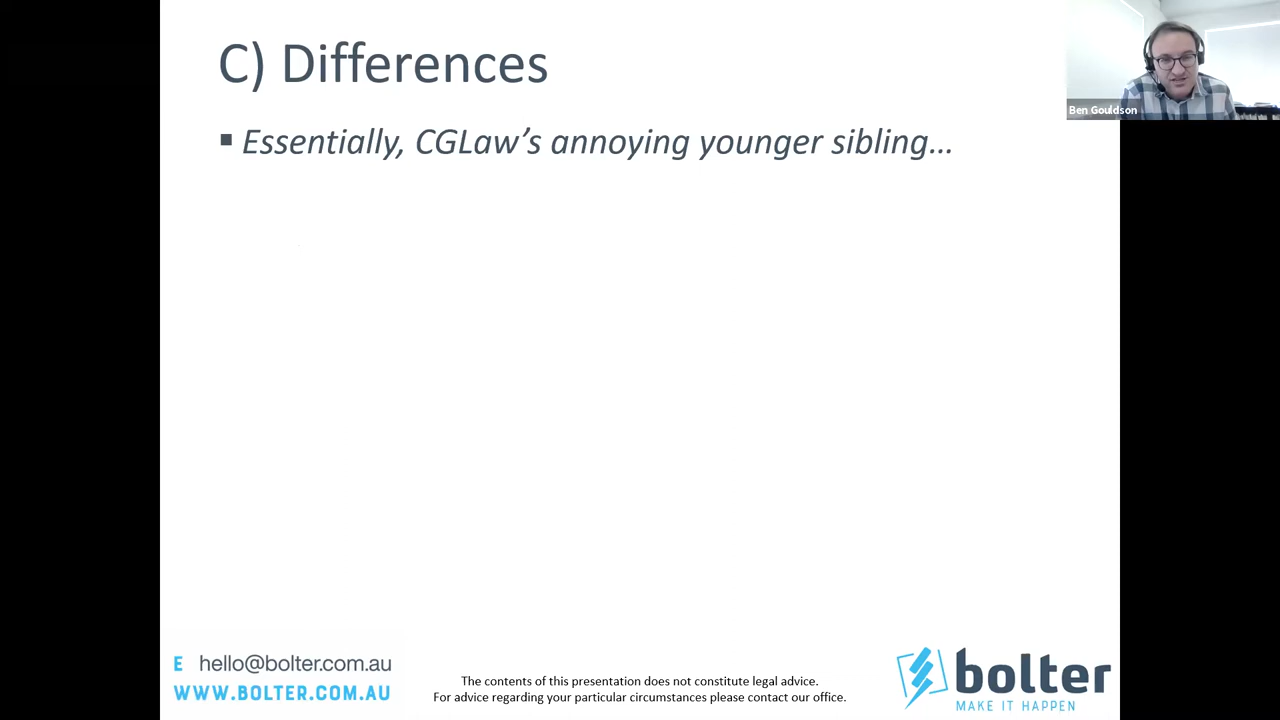 C) Differences
Ben Gouldson
▪ Essentially, CGLaw’s annoying younger sibling…
E hello@bolter.com.au
WWW.BOLTER.COM.AU
The contents of this presentation does not constitute legal advice.
For advice regarding your particular circumstances please contact our office.
bolter
MAKE IT HAPPEN